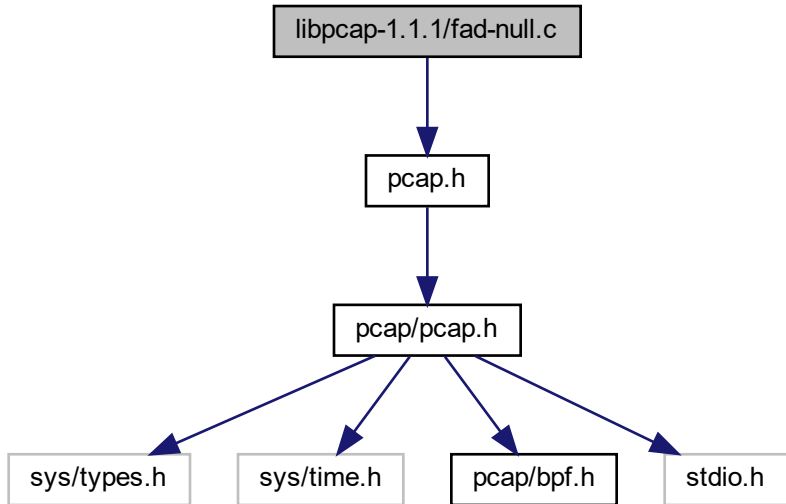 libpcap-1.1.1/fad-null.c
pcap.h
pcap/pcap.h
sys/types.h
sys/time.h
pcap/bpf.h
stdio.h